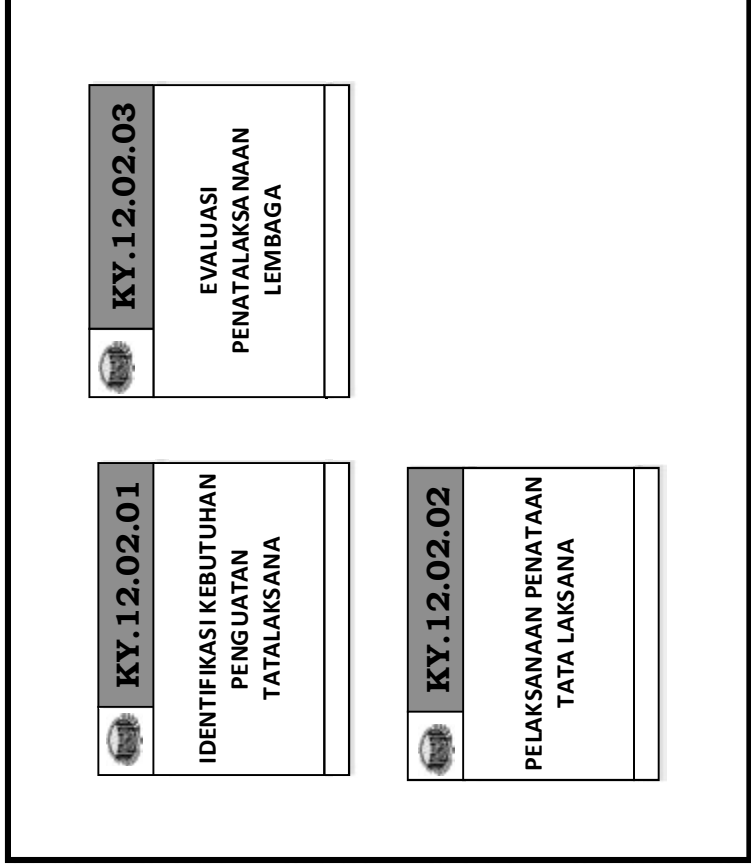 KY.12.02.01
IDENTIFIKASI KEBUTUHAN
PENGUATAN
TATALAKSANA
KY.12.02.02
PELAKSANAAN PENATAAN
TATA LAKSANA
KY.12.02.03
EVALUASI
PENATALAKSANAAN
LEMBAGA